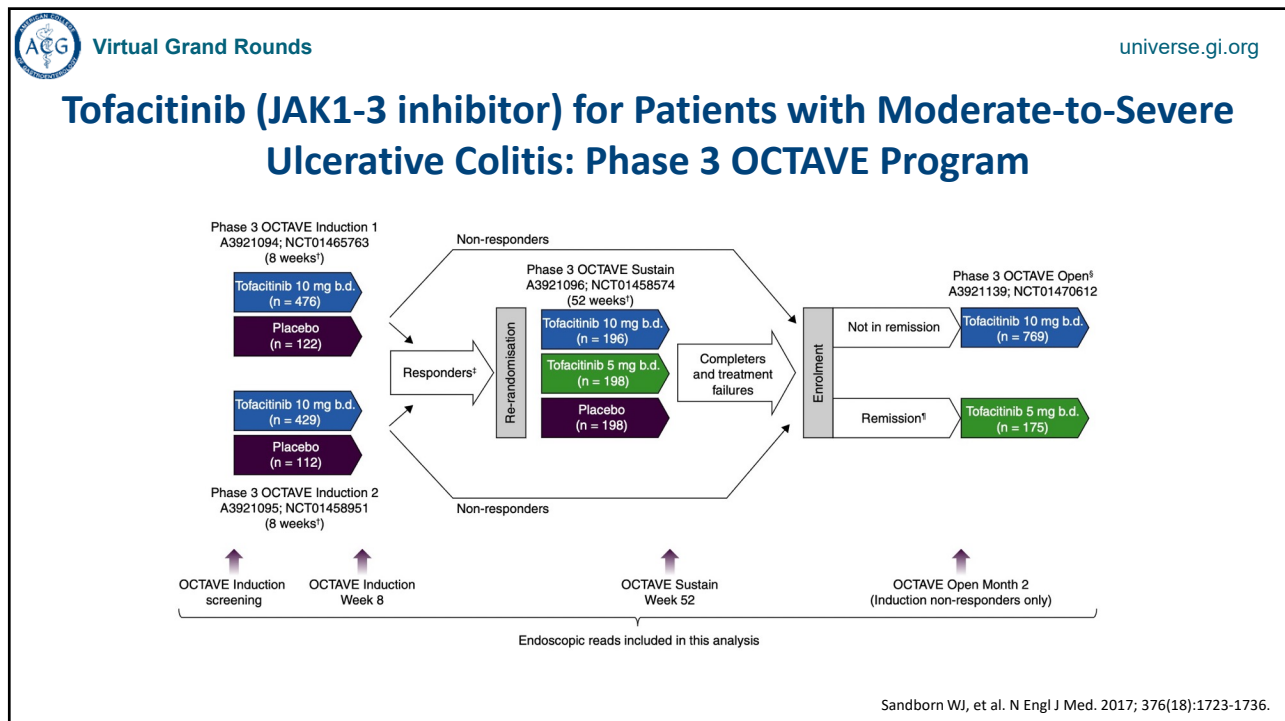 AMERICAN COLLEGE
OF GASTROENTEROLOGY
ACG
Virtual Grand Rounds
universe.gi.org
Tofacitinib (JAK1-3 inhibitor) for Patients with Moderate-to-Severe
Ulcerative Colitis: Phase 3 OCTAVE Program
Phase 3 OCTAVE Induction 1
A3921094; NCT01465763
(8 weeks†)
Tofacitinib 10 mg b.d.
(n = 476)
Placebo
(n = 122)
Tofacitinib 10 mg b.d.
(n = 429)
Placebo
(n = 112)
Phase 3 OCTAVE Induction 2
A3921095; NCT01458951
(8 weeks†)
Non-responders
Responders‡
Non-responders
Re-randomisation
Phase 3 OCTAVE Sustain
A3921096; NCT01458574
(52 weeks†)
Tofacitinib 10 mg b.d.
(n = 196)
Tofacitinib 5 mg b.d.
(n = 198)
Placebo
(n = 198)
Completers
and treatment
failures
Enrolment
Phase 3 OCTAVE Open§
A3921139; NCT01470612
Not in remission
Tofacitinib 10 mg b.d.
(n = 769)
Remission¶
Tofacitinib 5 mg b.d.
(n = 175)
OCTAVE Induction
screening
OCTAVE Induction
Week 8
OCTAVE Sustain
Week 52
OCTAVE Open Month 2
(Induction non-responders only)
Endoscopic reads included in this analysis
Sandborn WJ, et al. N Engl J Med. 2017; 376(18):1723-1736.